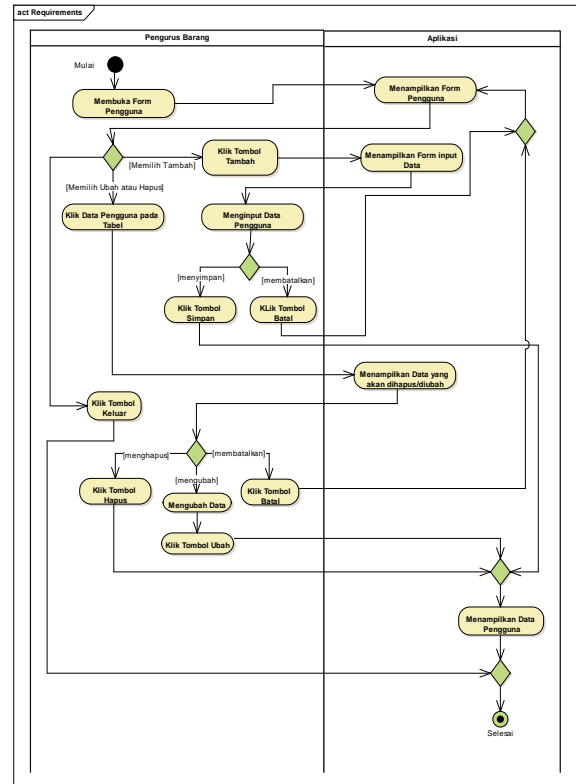 act Requirements
Pengurus Barang
Aplikasi
Mulai
Membuka Form
Pengguna
Menampilkan Form
Pengguna
[Memilih Tambah]
Klik Tombol
Tambah
Menampilkan Form input
Data
[Memilih Ubah atau Hapus]
Klik Data Pengguna pada
Tabel
Menginput Data
Pengguna
[menyimpan]
[membatalkan]
Klik Tombol
Simpan
KLik Tombol
Batal
Menampilkan Data yang
akan dihapus/diubah
Klik Tombol
Keluar
[menghapus]
[membatalkan]
[mengubah]
Klik Tombol
Hapus
Mengubah Data
Klik Tombol
Batal
Klik Tombol Ubah
Menampilkan Data
Pengguna
Selesai